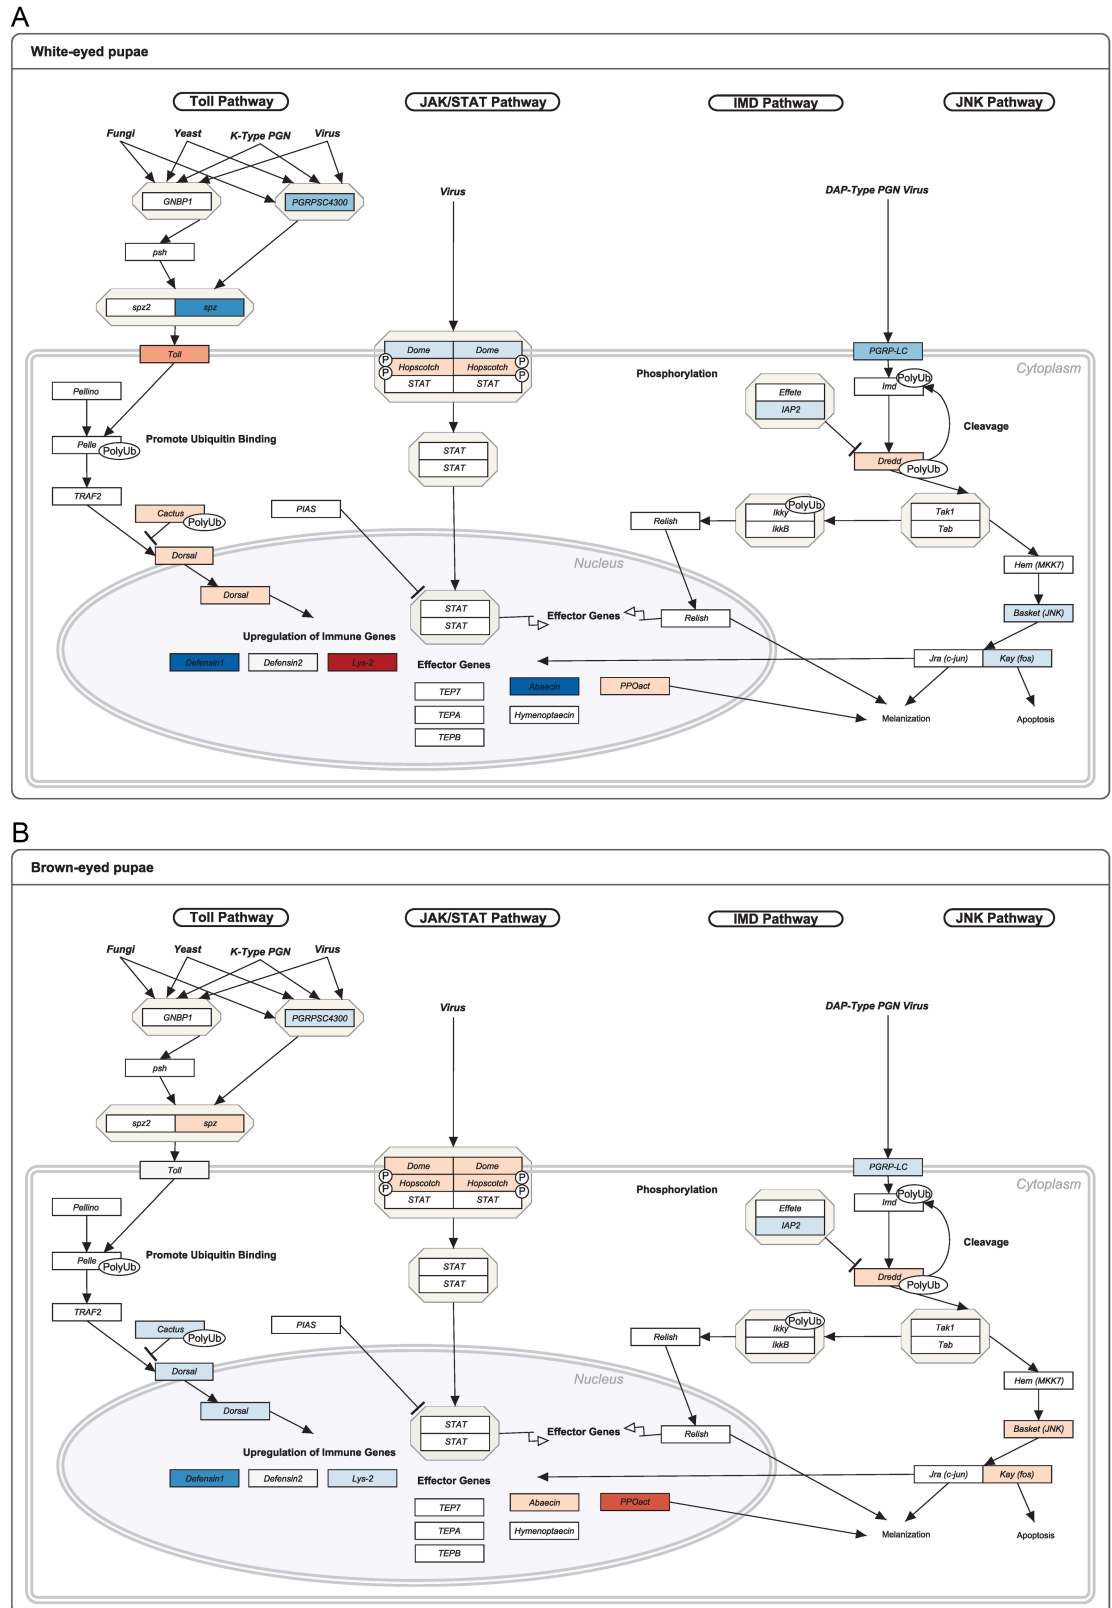 A
White-eyed pupae
Toll Pathway JAK/STAT Pathway IMD Pathway JNK Pathway
Fungi Yeast K-Type PGN Virus
Virus DAP-Type PGN Virus
GNBP1 PGRPSC4300
psh
spz2 spz
Toll
Dome Dome
P Hopscotch Hopscotch P
P STAT STAT P
PGRP-LC
Cytoplasm
Phosphorylation
Imd PolyUb
Pellino
Effete
IAP2
Pelle PolyUb
Promote Ubiquitin Binding
Cleavage
STAT
STAT
Dredd PolyUb
TRAF2
Cactus PolyUb
PIAS
Relish
Ikky PolyUb
IkkB
Tak1
Tab
Dorsal
Nucleus
Hem (MKK7)
Dorsal
STAT
STAT
Effector Genes
Relish
Basket (JNK)
Upregulation of Immune Genes
Defensin1 Defensin2 Lys-2
Effector Genes
Jra (c-jun) Kay (fos)
TEP7 Abaecin PPOact
TEPA Hymenoptaecin
TEPB
Melanization Apoptosis
B
Brown-eyed pupae
Toll Pathway JAK/STAT Pathway IMD Pathway JNK Pathway
Fungi Yeast K-Type PGN Virus
Virus DAP-Type PGN Virus
GNBP1 PGRPSC4300
psh
spz2 spz
Toll
Dome Dome
P Hopscotch Hopscotch P
P STAT STAT P
PGRP-LC
Cytoplasm
Phosphorylation
Imd PolyUb
Pellino
Effete
IAP2
Pelle PolyUb
Promote Ubiquitin Binding
Cleavage
STAT
STAT
Dredd PolyUb
TRAF2
Cactus PolyUb
PIAS
Relish
Ikky PolyUb
IkkB
Tak1
Tab
Dorsal
Nucleus
Hem (MKK7)
Dorsal
STAT
STAT
Effector Genes
Relish
Basket (JNK)
Upregulation of Immune Genes
Defensin1 Defensin2 Lys-2
Effector Genes
Jra (c-jun) Kay (fos)
TEP7 Abaecin PPOact
TEPA Hymenoptaecin
TEPB
Melanization Apoptosis